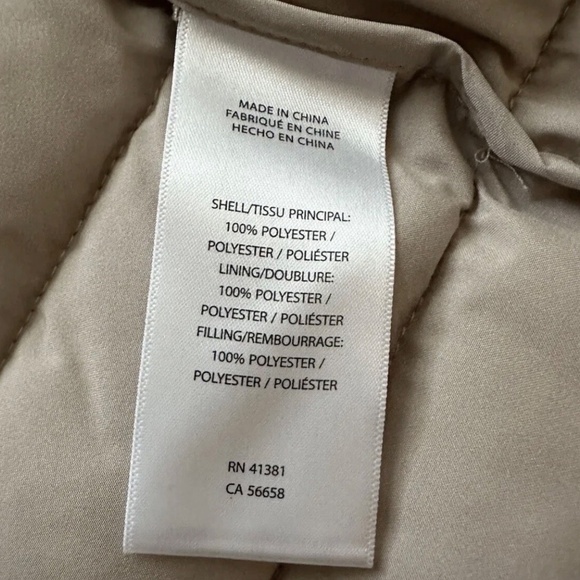 MADE IN CHINA
FABRIQUÉ EN CHINE
HECHO EN CHINA
SHELL/TISSU PRINCIPAL:
100% POLYESTER /
POLYESTER / POLIÉSTER
LINING/DOUBLURE:
100% POLYESTER /
POLYESTER / POLIÉSTER
FILLING/REMBOURRAGE:
100% POLYESTER /
POLYESTER / POLIÉSTER
RN 41381
CA 56658